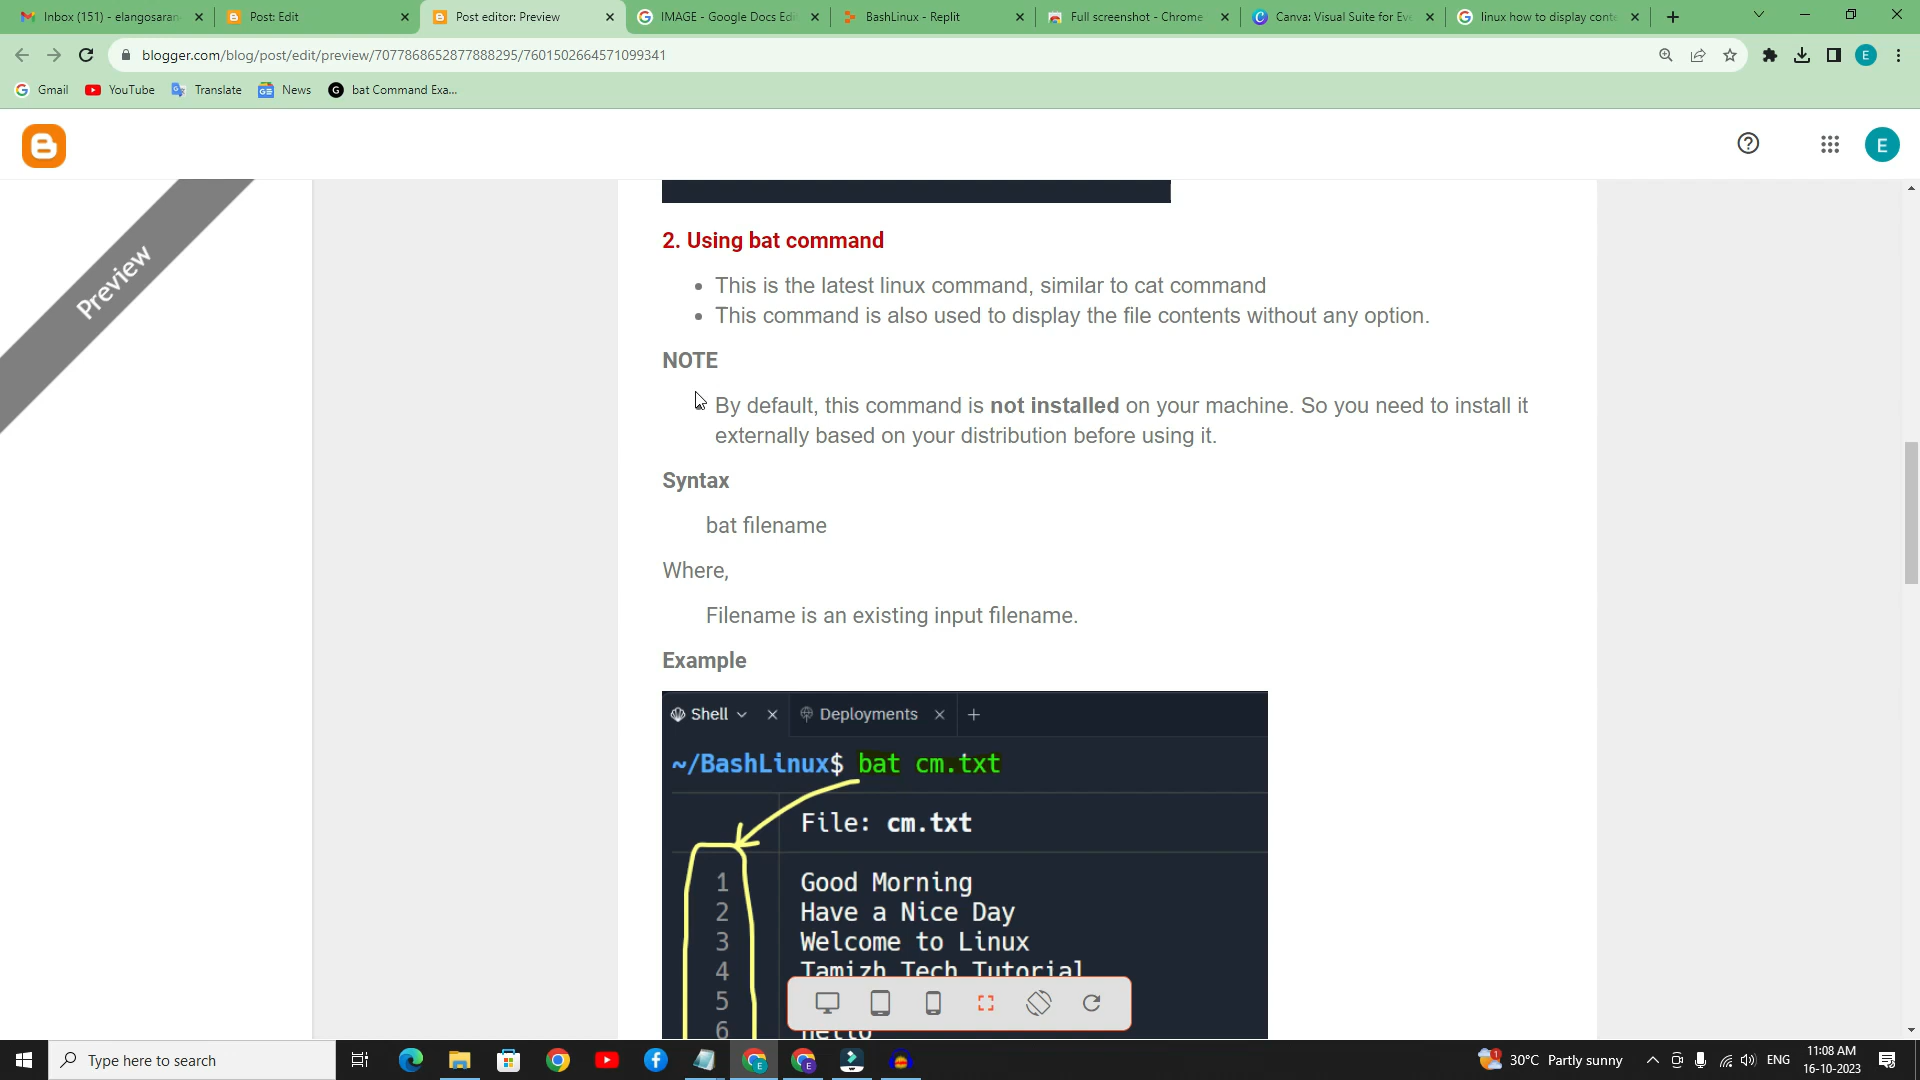 Inbox (151) - elangosaran
Post: Edit
Post editor: Preview
IMAGE - Google Docs Edi
BashLinux - Replit
Full screenshot - Chrome
Canva: Visual Suite for Eve
linux how to display conte
blogger.com/blog/post/edit/preview/7077868652877888295/7601502664571099341
E
Gmail
YouTube
Translate
News
bat Command Exa...
E
Preview
2. Using bat command
• This is the latest linux command, similar to cat command
• This command is also used to display the file contents without any option.
NOTE
By default, this command is not installed on your machine. So you need to install it
externally based on your distribution before using it.
Syntax
bat filename
Where,
Filename is an existing input filename.
Example
Shell
Deployments
~/BashLinux$ bat cm.txt
File: cm.txt
1 Good Morning
2 Have a Nice Day
3 Welcome to Linux
4 Tamizh Tech Tutorial
5
6 hello
Type here to search
30°C Partly sunny
ENG
11:08 AM
16-10-2023